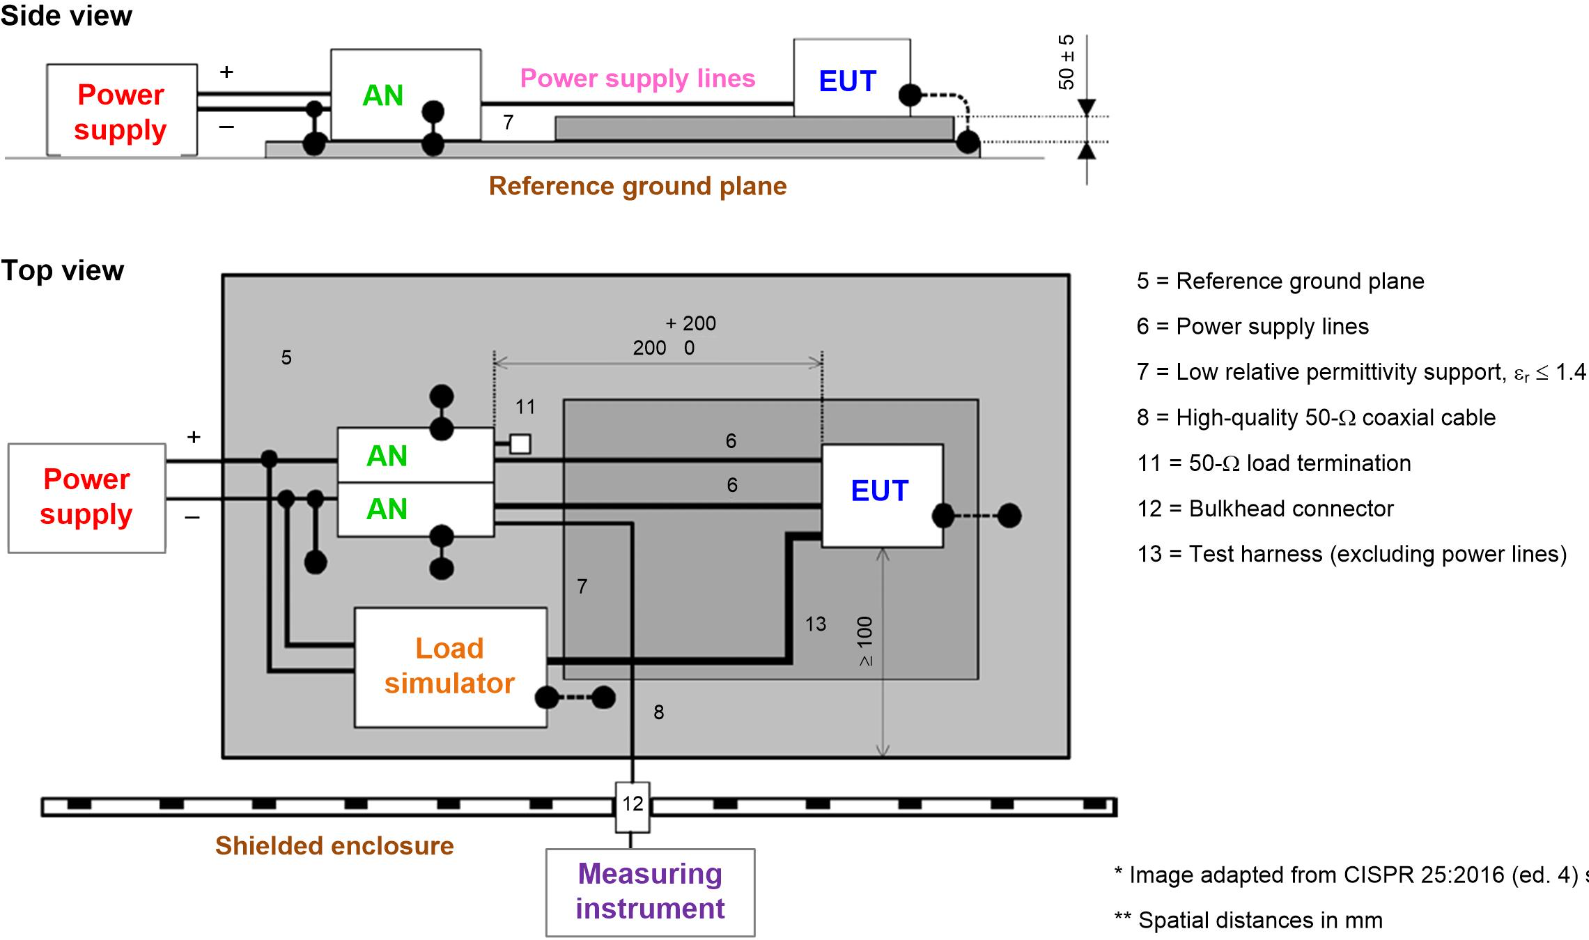 Side view
Power
supply
+
–
AN
Power supply lines
7
EUT
50 ± 5
Reference ground plane
Top view
5
+ 200
200 0
11
6
6
+
–
Power
supply
AN
AN
EUT
7
13
≥ 100
Load
simulator
8
12
Shielded enclosure
Measuring
instrument
5 = Reference ground plane
6 = Power supply lines
7 = Low relative permittivity support, εr ≤ 1.4
8 = High-quality 50-Ω coaxial cable
11 = 50-Ω load termination
12 = Bulkhead connector
13 = Test harness (excluding power lines)
* Image adapted from CISPR 25:2016 (ed. 4)
** Spatial distances in mm